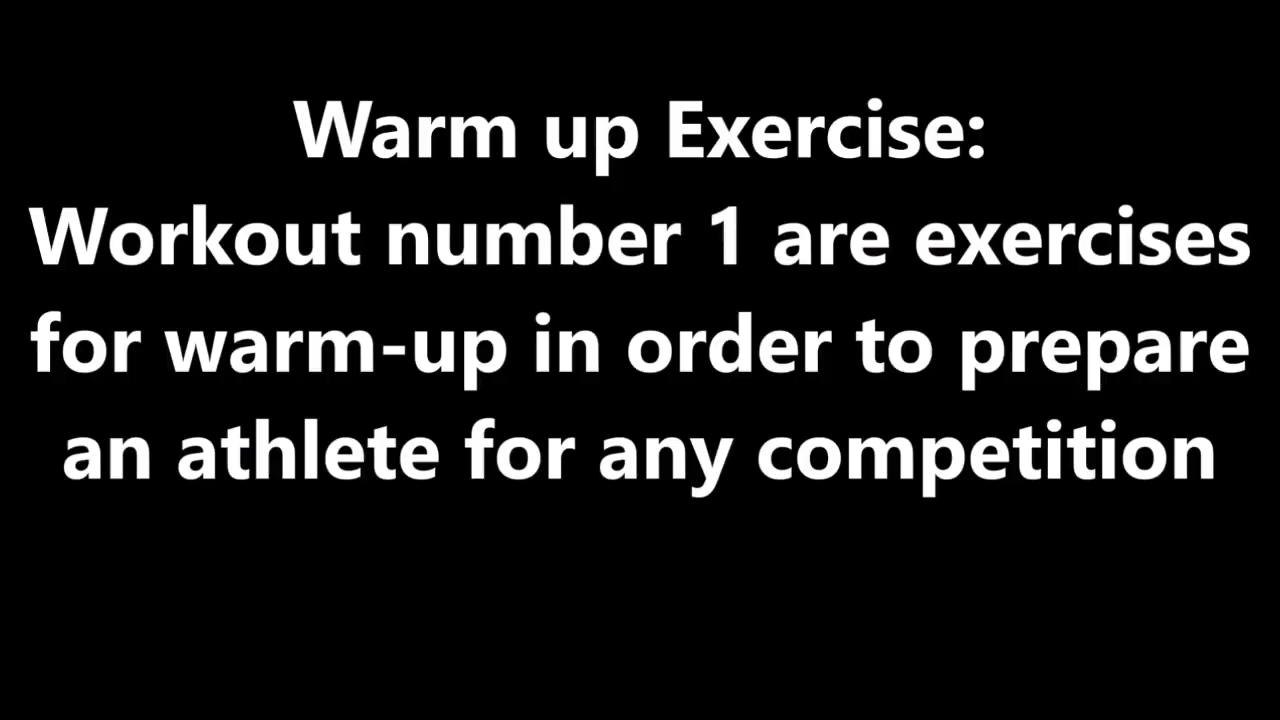 Warm up Exercise:
Workout number 1 are exercises
for warm-up in order to prepare
an athlete for any competition